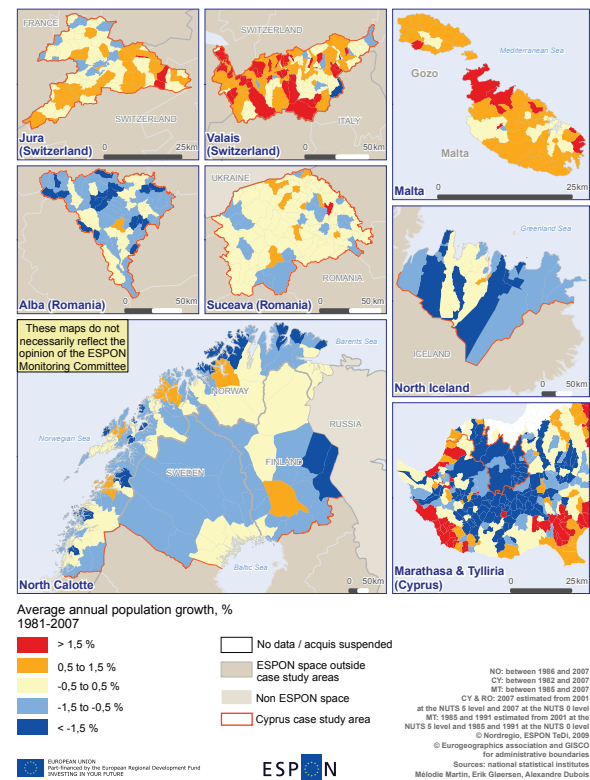 FRANCE
SWITZERLAND
Jura
(Switzerland)
0 25km
SWITZERLAND
ITALY
Valais
(Switzerland)
0 50km
Mediterranean Sea
Gozo
Malta
Malta
0 25km
Alba (Romania)
0 50km
UKRAINE
ROMANIA
Suceava (Romania)
0 50km
Greenland Sea
ICELAND
North Iceland
0 50km
These maps do not
necessarily reflect the
opinion of the ESPON
Monitoring Committee
Barents Sea
NORWAY
RUSSIA
Norwegian Sea
SWEDEN
FINLAND
Baltic Sea
North Calotte
0 50km
Marathasa & Tylliria
(Cyprus)
0 25km
Average annual population growth, %
1981-2007
> 1,5 %
0,5 to 1,5 %
-0,5 to 0,5 %
-1,5 to -0,5 %
< -1,5 %
No data / acquis suspended
ESPON space outside
case study areas
Non ESPON space
Cyprus case study area
NO: between 1986 and 2007
CY: between 1982 and 2007
MT: between 1985 and 2007
CY & RO: 2007 estimated from 2001
at the NUTS 5 level and 2007 at the NUTS 0 level
MT: 1985 and 1991 estimated from 2001 at the
NUTS 5 level and 1985 and 1991 at the NUTS 0 level
© Nordregio, ESPON TeDi, 2009
© Eurogeographics association and GISCO
for administrative boundaries
Sources: national statistical institutes
Mélodie Martin, Erik Gløersen, Alexandre Dubois
EUROPEAN UNION
Part-financed by the European Regional Development Fund
INVESTING IN YOUR FUTURE
ESPON